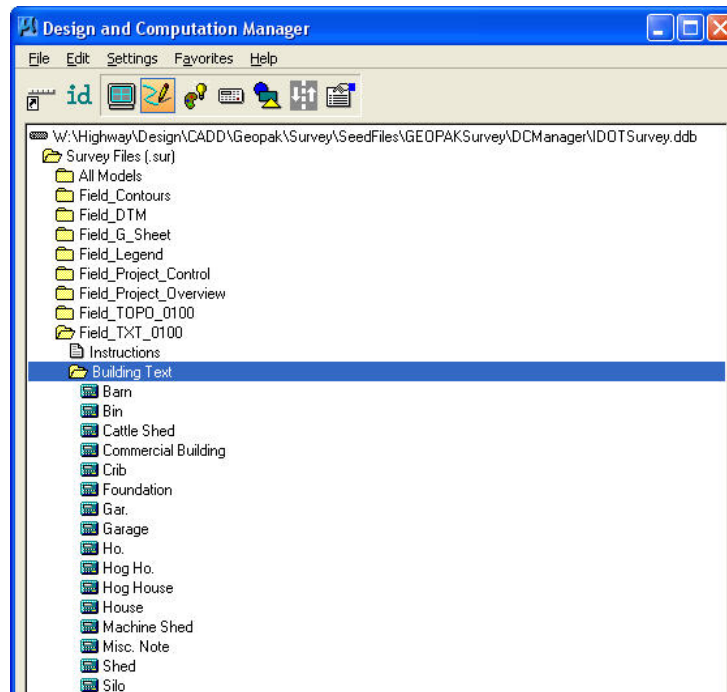 Design and Computation Manager
File Edit Settings Favorites Help
id
W:\Highway\Design\CADD\Geopak\Survey\SeedFiles\GEOPAKSurvey\DCManager\IDOTSurvey.ddb
Survey Files (.sur)
All Models
Field_Contours
Field_DTM
Field_G_Sheet
Field_Legend
Field_Project_Control
Field_Project_Overview
Field_TOPO_0100
Field_TXT_0100
Instructions
Building Text
Barn
Bin
Cattle Shed
Commercial Building
Crib
Foundation
Gar.
Garage
Ho.
Hog Ho.
Hog House
House
Machine Shed
Misc. Note
Shed
Silo